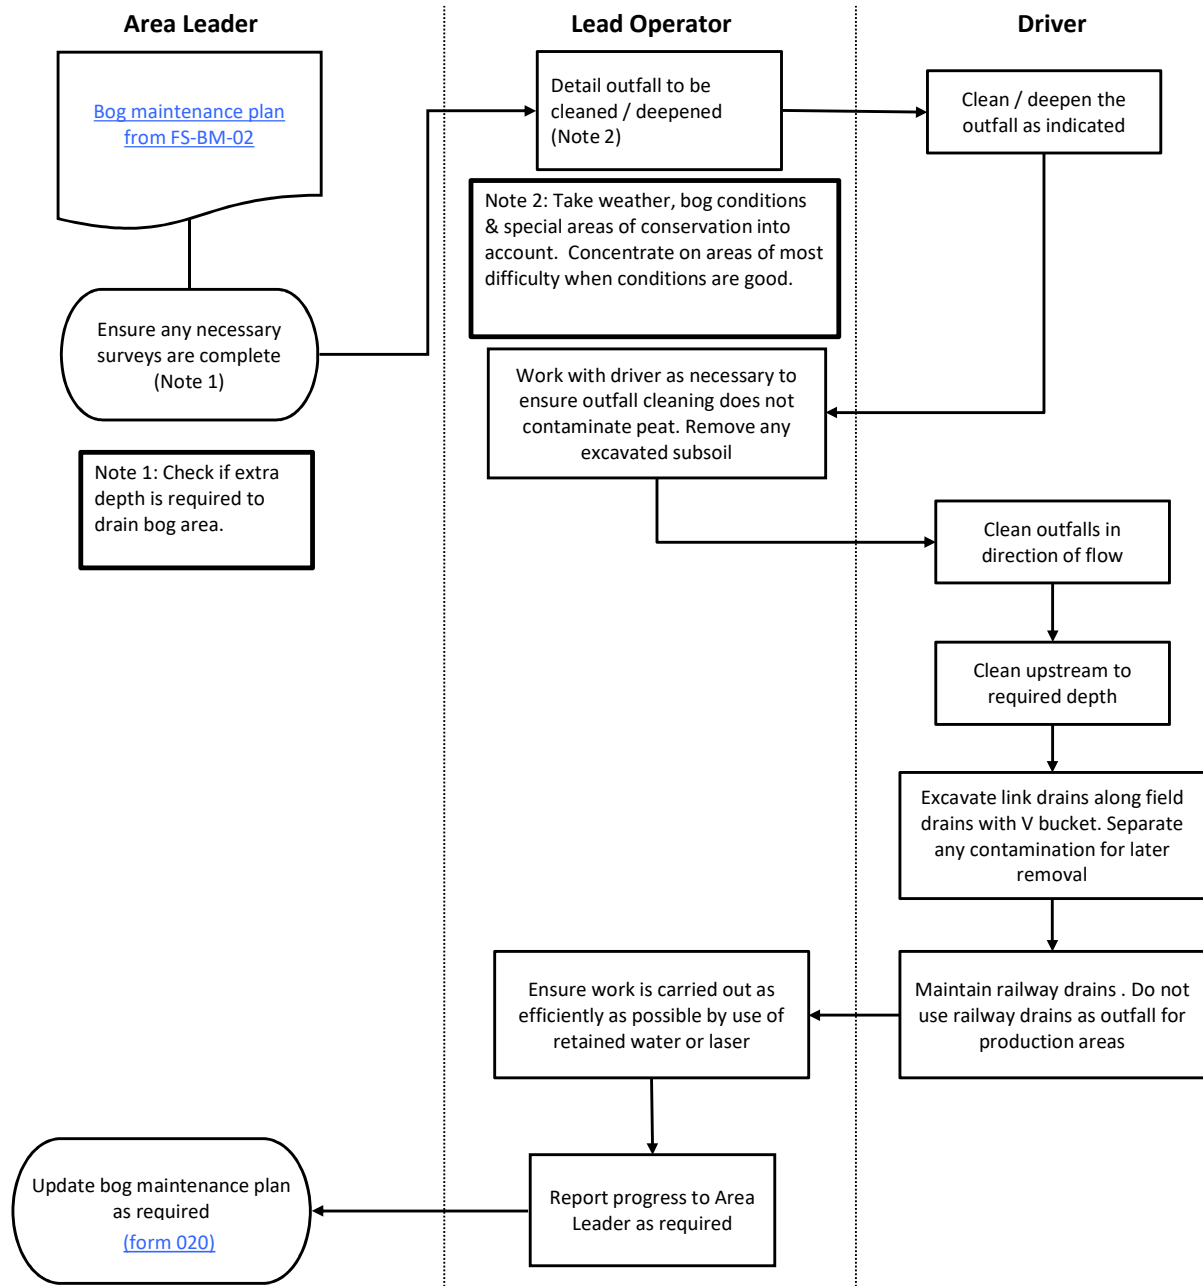 Area Leader
Lead Operator
Driver
Bog maintenance plan
from FS-BM-02
Detail outfall to be
cleaned / deepened
(Note 2)
Clean / deepen the
outfall as indicated
Note 2: Take weather, bog conditions
& special areas of conservation into
account.  Concentrate on areas of most
difficulty when conditions are good.
Ensure any necessary
surveys are complete
(Note 1)
Work with driver as necessary to
ensure outfall cleaning does not
contaminate peat. Remove any
excavated subsoil
Note 1: Check if extra
depth is required to
drain bog area.
Clean outfalls in
direction of flow
Clean upstream to
required depth
Excavate link drains along field
drains with V bucket. Separate
any contamination for later
removal
Maintain railway drains . Do not
use railway drains as outfall for
production areas
Ensure work is carried out as
efficiently as possible by use of
retained water or laser
Report progress to Area
Leader as required
Update bog maintenance plan
as required
(form 020)